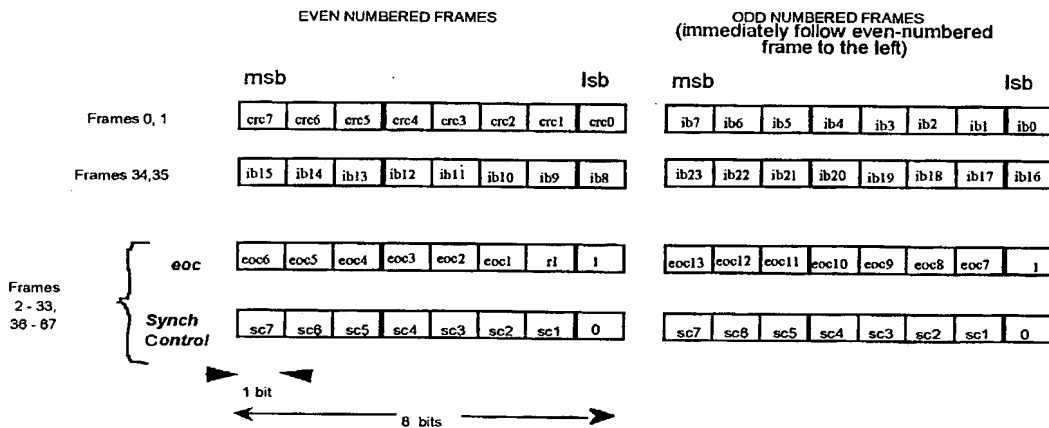 EVEN NUMBERED FRAMES
ODD NUMBERED FRAMES
(immediately follow even-numbered
frame to the left)
msb lsb msb lsb
Frames 0, 1 crc7 crc6 crc5 crc4 crc3 crc2 crc1 crc0 ib7 ib6 ib5 ib4 ib3 ib2 ib1 ib0
Frames 34,35 ib15 ib14 ib13 ib12 ib11 ib10 ib9 ib8 ib23 ib22 ib21 ib20 ib19 ib18 ib17 ib16
eoc eoc6 eoc5 eoc4 eoc3 eoc2 eoc1 r1 1 eoc13 eoc12 eoc11 eoc10 eoc9 eoc8 eoc7 1
Frames
2 - 33,
36 - 67
Synch
Control
sc7 sc6 sc5 sc4 sc3 sc2 sc1 0 sc7 sc6 sc5 sc4 sc3 sc2 sc1 0
1 bit
8 bits